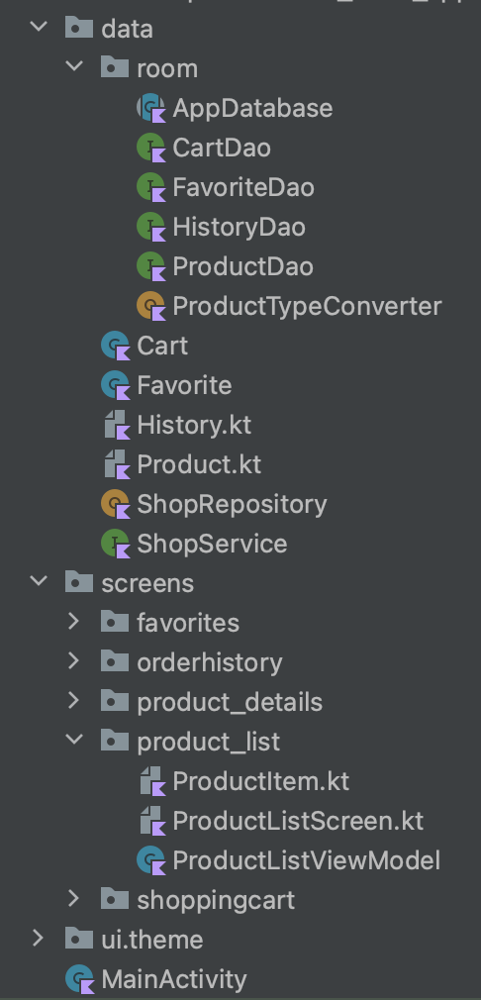 data
room
AppDatabase
CartDao
FavoriteDao
HistoryDao
ProductDao
ProductTypeConverter
Cart
Favorite
History.kt
Product.kt
ShopRepository
ShopService
screens
favorites
orderhistory
product_details
product_list
ProductItem.kt
ProductListScreen.kt
ProductListViewModel
shoppingcart
ui.theme
MainActivity